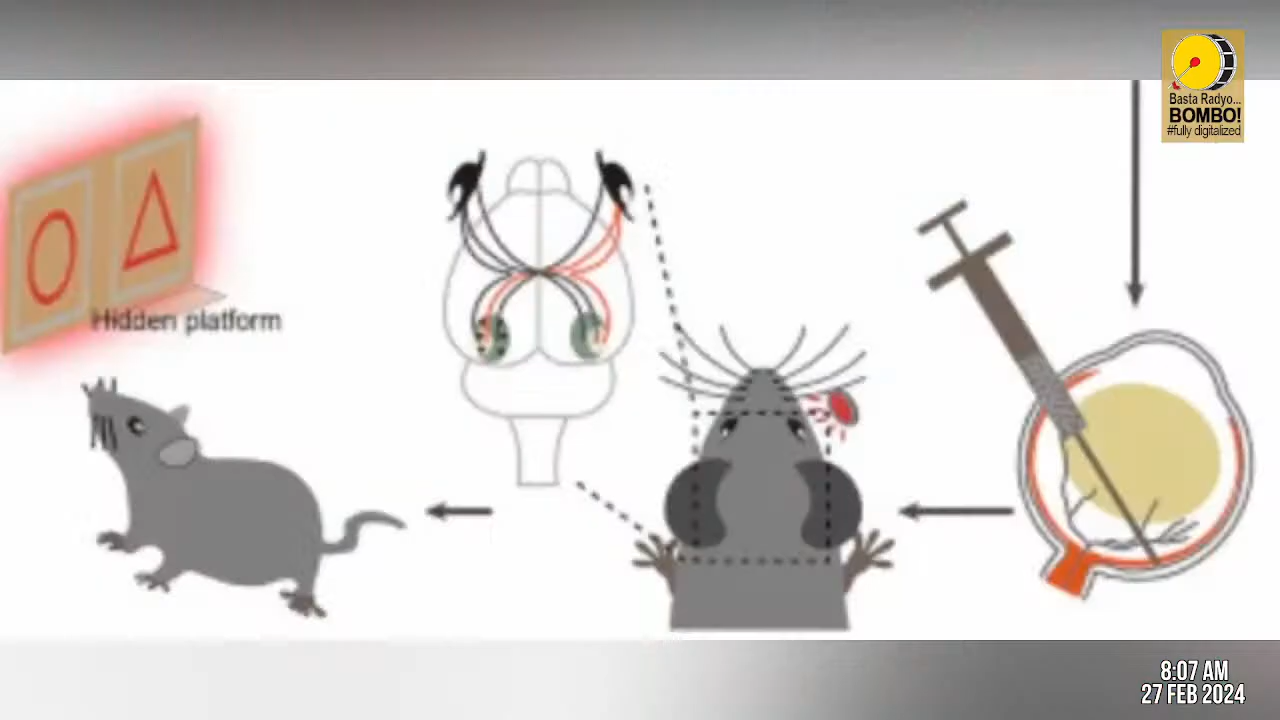 Basta Radyo...
BOMBO!
#fully digitalized
Hidden platform
8:07 AM
27 FEB 2024